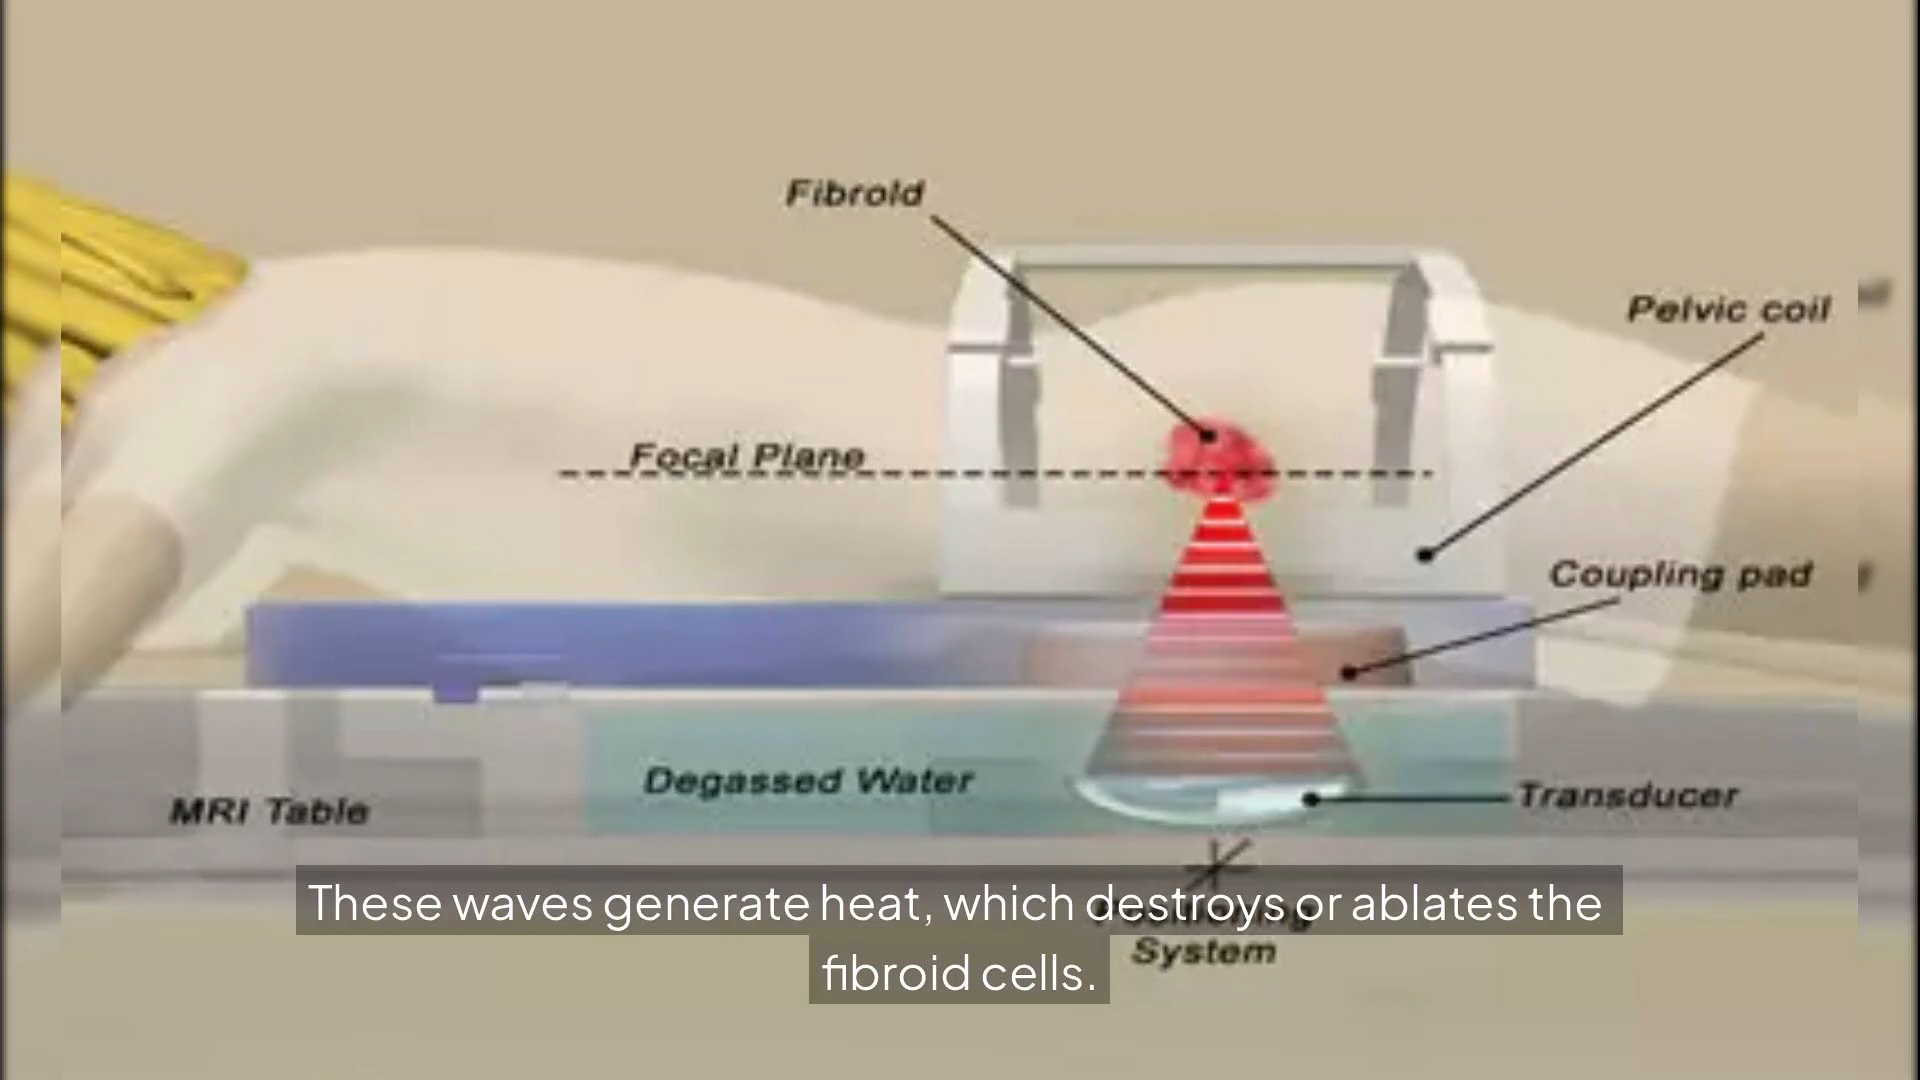 Fibroid
Pelvic coil
Focal Plane
Coupling pad
Degassed Water
MRI Table
Transducer
Positioning
System
These waves generate heat, which destroys or ablates the
fibroid cells.